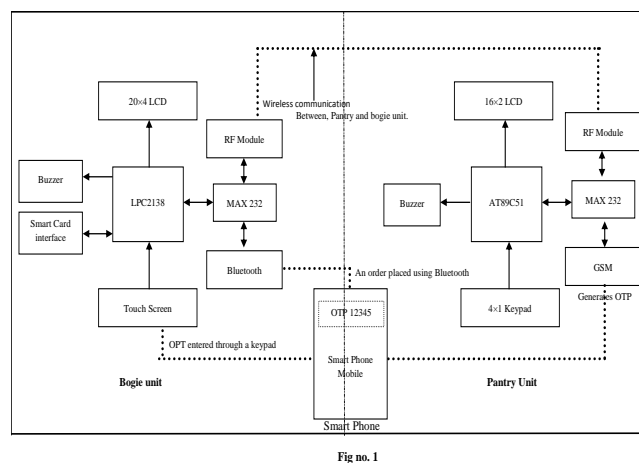 20×4 LCD
Wireless communication
Between, Pantry and bogie unit.
16×2 LCD
RF Module
RF Module
Buzzer
LPC2138
MAX 232
Smart Card
interface
Buzzer
AT89C51
MAX 232
Bluetooth
An order placed using Bluetooth
GSM
Generates OTP
Touch Screen
OTP 12345
4×1 Keypad
OPT entered through a keypad
Smart Phone
Mobile
Bogie unit
Pantry Unit
Smart Phone
Fig no. 1